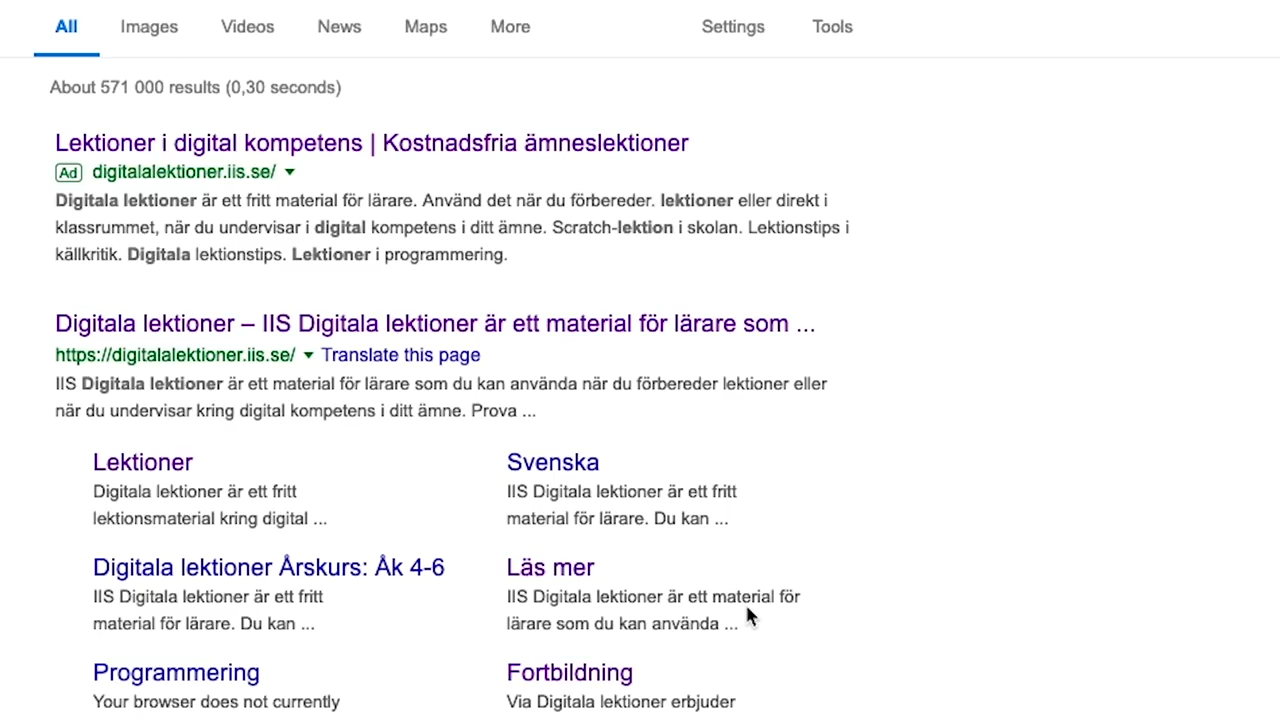 All Images Videos News Maps More Settings Tools
About 571 000 results (0,30 seconds)
Lektioner i digital kompetens | Kostnadsfria ämneslektioner
Ad digitalalektioner.iis.se/
Digitala lektioner är ett fritt material för lärare. Använd det när du förbereder. lektioner eller direkt i
klassrummet, när du undervisar i digital kompetens i ditt ämne. Scratch-lektion i skolan. Lektionstips i
källkritik. Digitala lektionstips. Lektioner i programmering.
Digitala lektioner – IIS Digitala lektioner är ett material för lärare som ...
https://digitalalektioner.iis.se/ Translate this page
IIS Digitala lektioner är ett material för lärare som du kan använda när du förbereder lektioner eller
när du undervisar kring digital kompetens i ditt ämne. Prova ...
Lektioner
Digitala lektioner är ett fritt
lektionsmaterial kring digital ...
Svenska
IIS Digitala lektioner är ett fritt
material för lärare. Du kan ...
Digitala lektioner Årskurs: Åk 4-6
IIS Digitala lektioner är ett fritt
material för lärare. Du kan ...
Läs mer
IIS Digitala lektioner är ett material för
lärare som du kan använda ...
Programmering
Your browser does not currently
Fortbildning
Via Digitala lektioner erbjuder